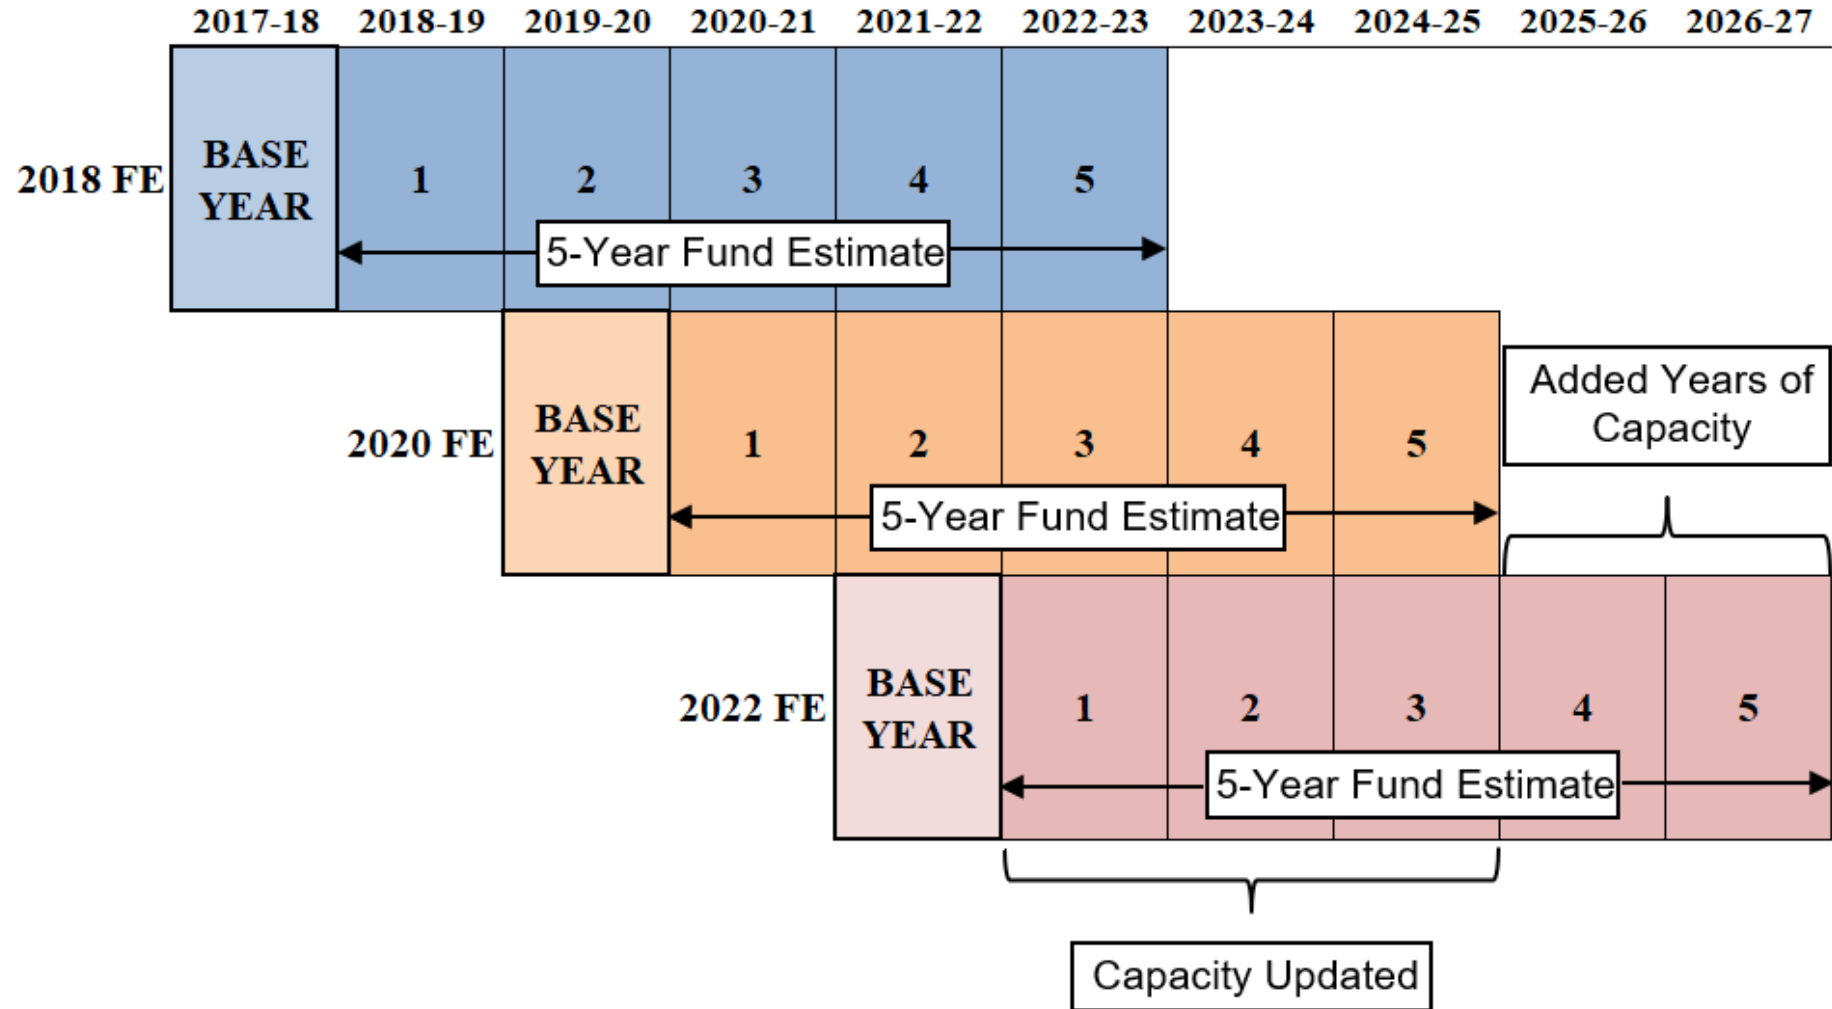 2017-18 2018-19 2019-20 2020-21 2021-22 2022-23 2023-24 2024-25 2025-26 2026-27
2018 FE
BASE
YEAR
1 2 3 4 5
5-Year Fund Estimate
2020 FE
BASE
YEAR
1 2 3 4 5
5-Year Fund Estimate
Added Years of
Capacity
2022 FE
BASE
YEAR
1 2 3 4 5
5-Year Fund Estimate
Capacity Updated